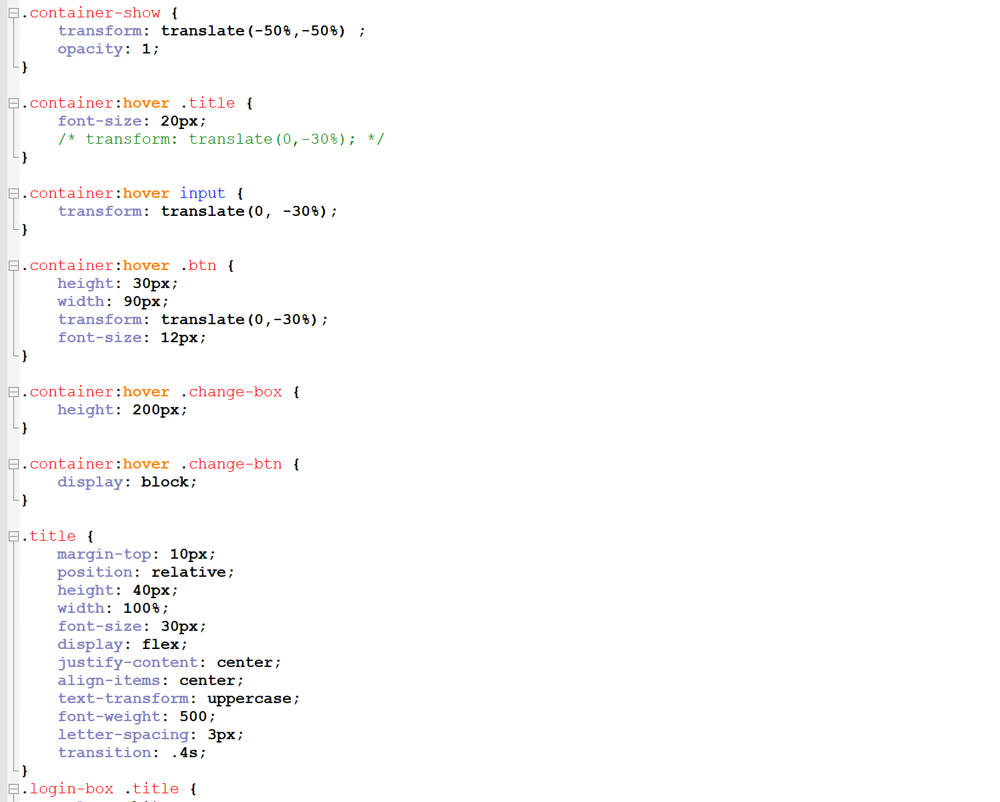 .container-show {
    transform: translate(-50%,-50%) ;
    opacity: 1;
}

.container:hover .title {
    font-size: 20px;
    /* transform: translate(0,-30%); */
}

.container:hover input {
    transform: translate(0, -30%);
}

.container:hover .btn {
    height: 30px;
    width: 90px;
    transform: translate(0,-30%);
    font-size: 12px;
}

.container:hover .change-box {
    height: 200px;
}

.container:hover .change-btn {
    display: block;
}

.title {
    margin-top: 10px;
    position: relative;
    height: 40px;
    width: 100%;
    font-size: 30px;
    display: flex;
    justify-content: center;
    align-items: center;
    text-transform: uppercase;
    font-weight: 500;
    letter-spacing: 3px;
    transition: .4s;
}
.login-box .title {